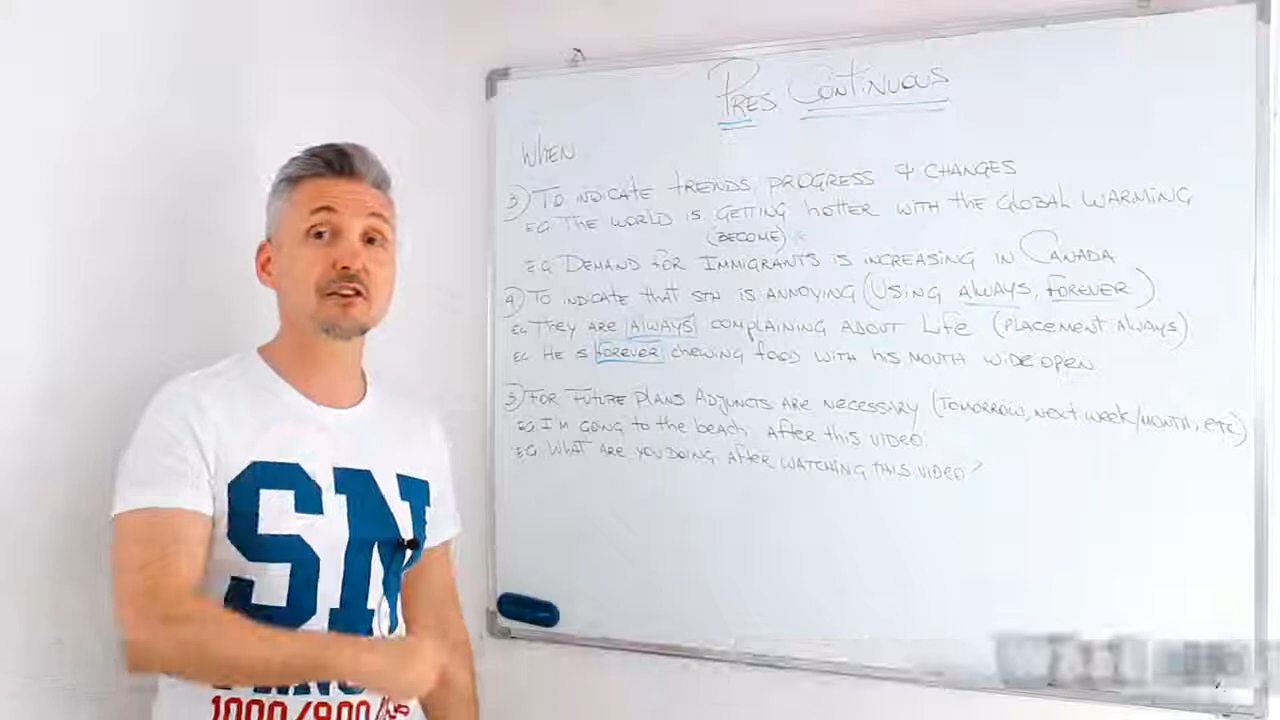 PRES CONTINUOUS
WHEN
3) TO INDICATE TRENDS PROGRESS & CHANGES
EG. THE WORLD IS GETTING HOTTER WITH THE GLOBAL WARMING
(BECOME)
EG. DEMAND FOR IMMIGRANTS IS INCREASING IN CANADA
4) TO INDICATE THAT STH IS ANNOYING (USING ALWAYS, FOREVER)
EG. THEY ARE ALWAYS COMPLAINING ABOUT LIFE (PLACEMENT ALWAYS)
EG. HE IS FOREVER CHEWING FOOD WITH HIS MOUTH WIDE OPEN
5) FOR FUTURE PLANS ADJUNCTS ARE NECESSARY (TOMORROW, NEXT WEEK/MONTH, ETC)
EG. I'M GOING TO THE BEACH AFTER THIS VIDEO.
EG. WHAT ARE YOU DOING AFTER WATCHING THIS VIDEO?
SN
1000/900